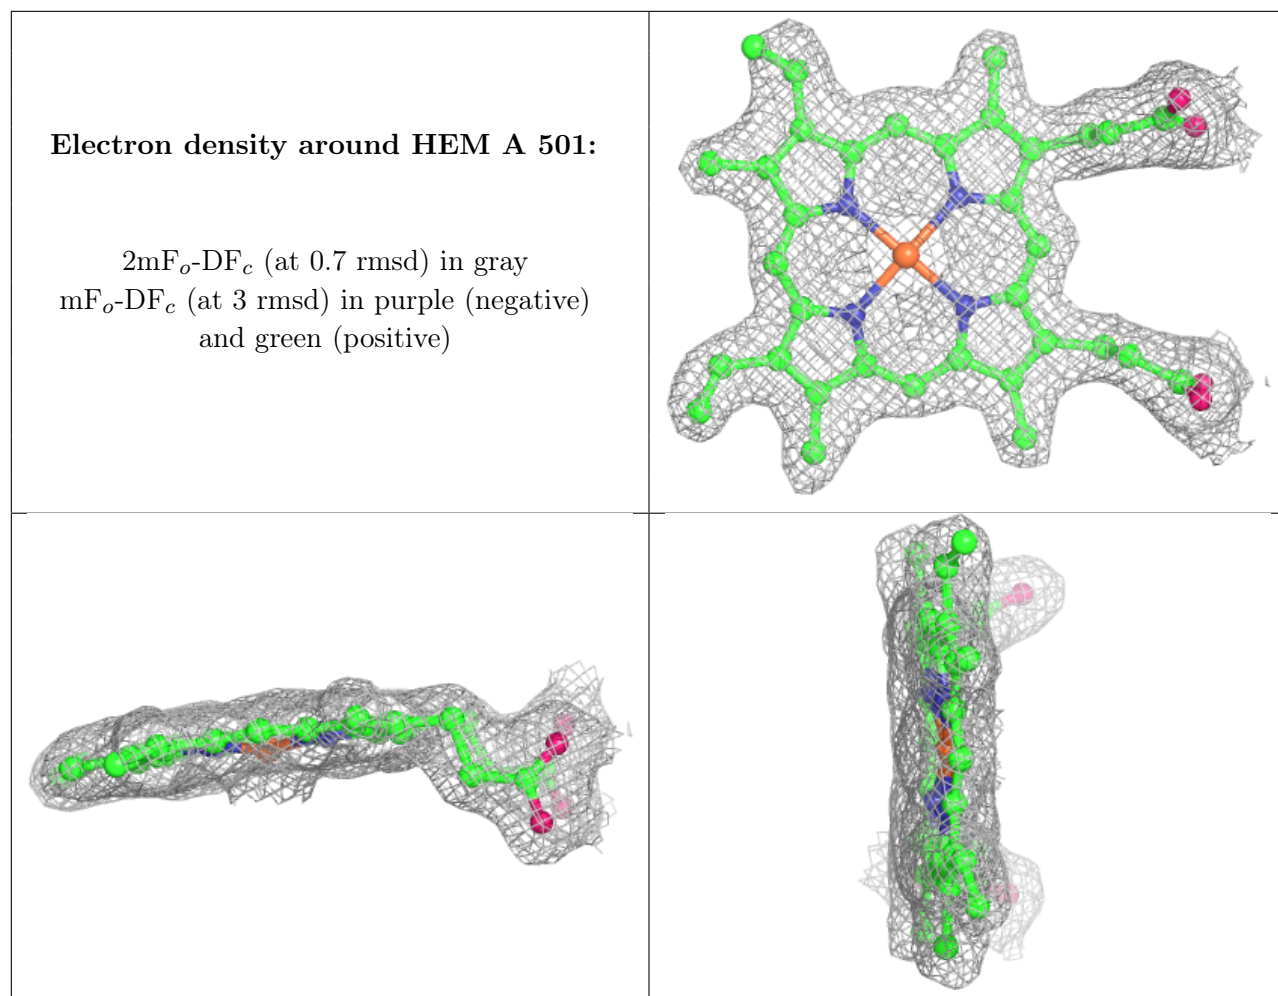 Electron density around HEM A 501:
2mFo-DFc (at 0.7 rmsd) in gray
mFo-DFc (at 3 rmsd) in purple (negative)
and green (positive)